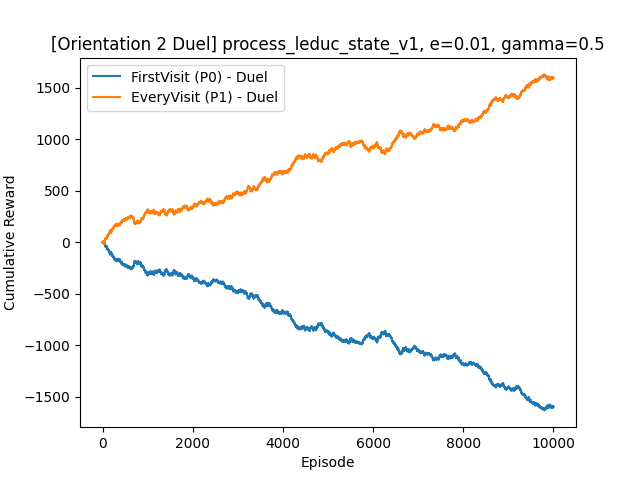 [Orientation 2 Duel] process_leduc_state_v1, e=0.01, gamma=0.5
FirstVisit (P0) - Duel
EveryVisit (P1) - Duel
1500
1000
500
0
−500
−1000
−1500
Cumulative Reward
0 2000 4000 6000 8000 10000
Episode